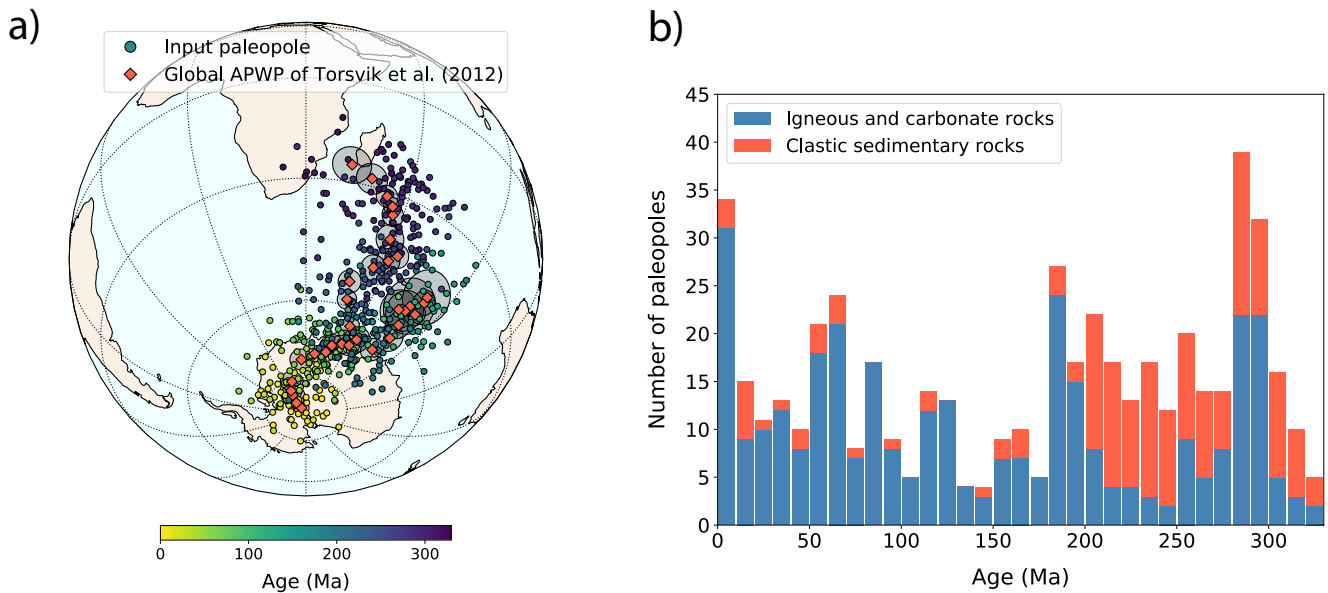 a)
Input paleopole
Global APWP of Torsvik et al. (2012)
0 100 200 300
Age (Ma)
b)
45
40
35
30
25
20
15
10
5
0
Number of paleopoles
Igneous and carbonate rocks
Clastic sedimentary rocks
0 50 100 150 200 250 300
Age (Ma)